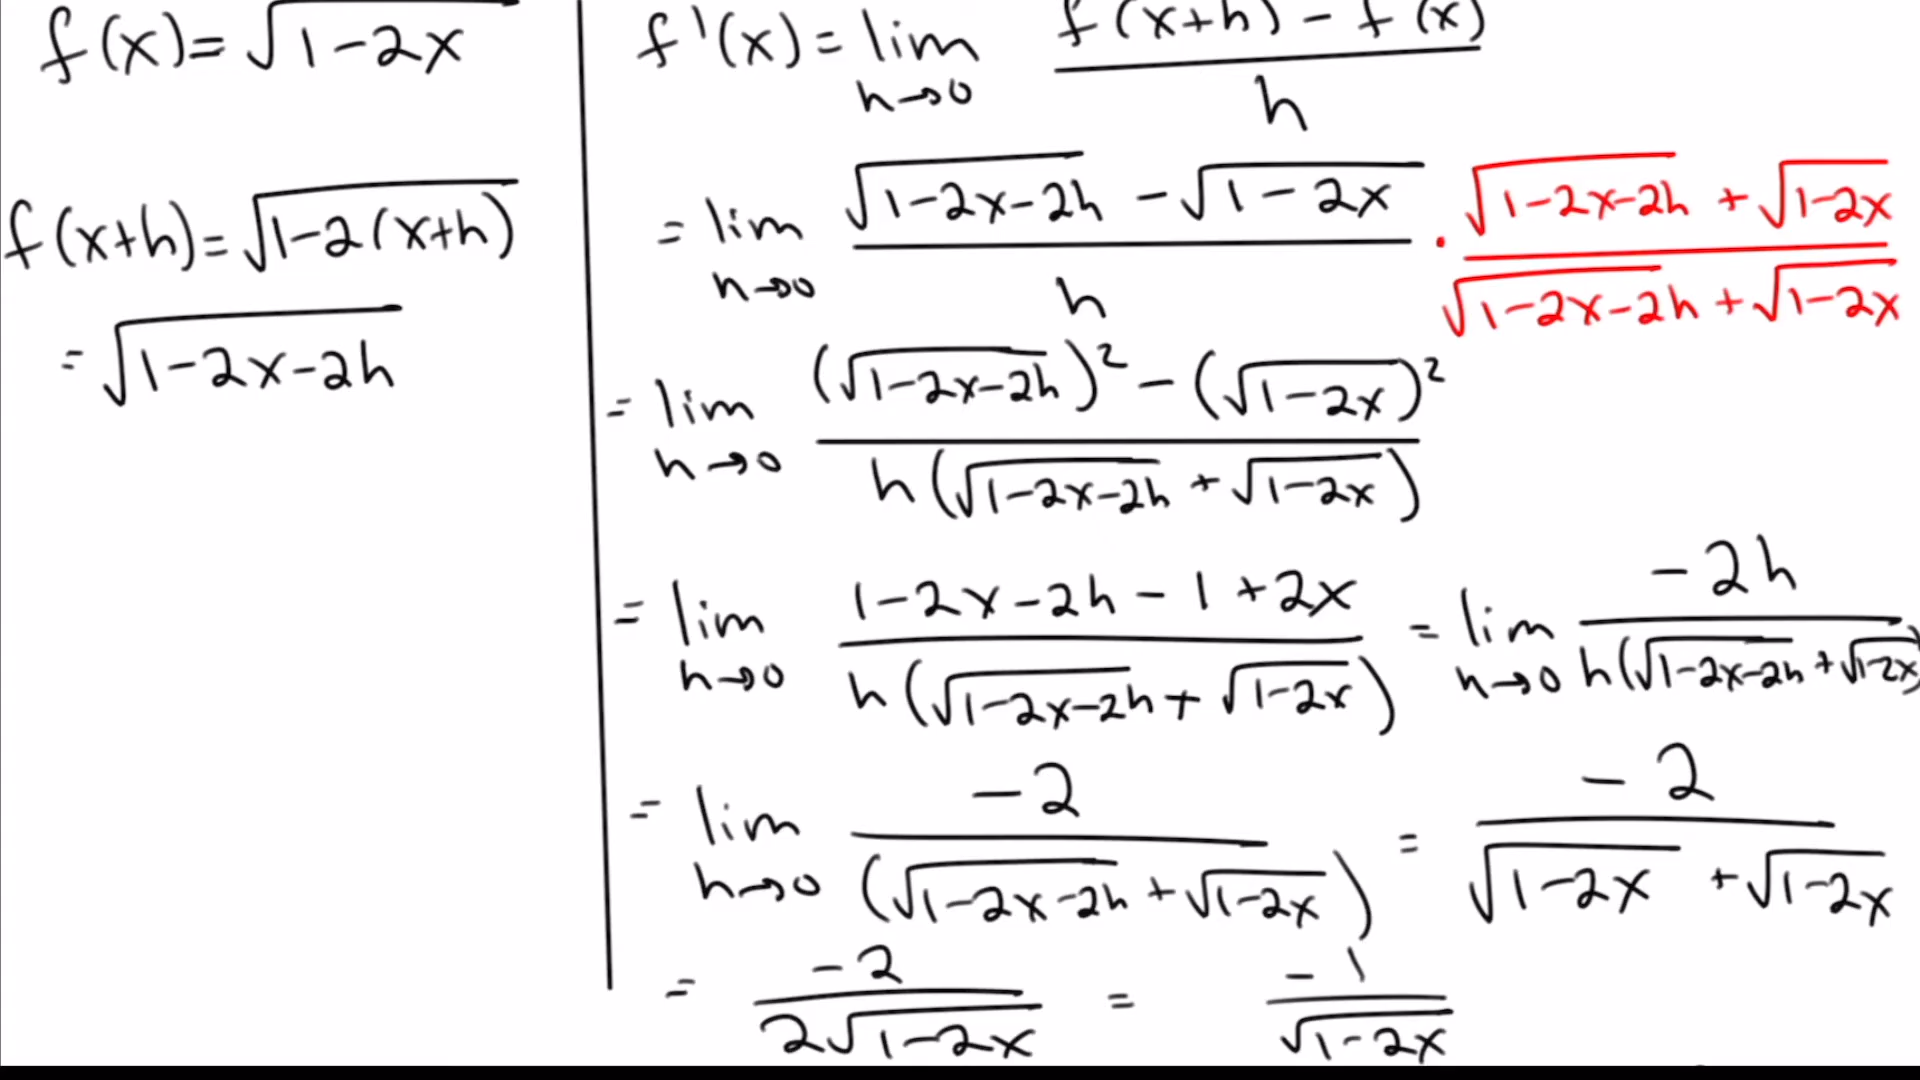 f(x)=√(1-2x)
f(x+h)=√(1-2(x+h))
=√(1-2x-2h)
f'(x)=lim h→0 (f(x+h)-f(x))/h
=lim h→0 (√(1-2x-2h) -√(1-2x))/h · (√(1-2x-2h) + √(1-2x))/(√(1-2x-2h) + √(1-2x))
=lim h→0 ((√(1-2x-2h))² - (√(1-2x))²)/(h(√(1-2x-2h) + √(1-2x)))
=lim h→0 (1-2x-2h-1+2x)/(h(√(1-2x-2h) + √(1-2x))) = lim h→0 (-2h)/(h(√(1-2x-2h) + √(1-2x)))
=lim h→0 (-2)/((√(1-2x-2h) + √(1-2x))) = (-2)/(√(1-2x) + √(1-2x))
= (-2)/(2√(1-2x)) = (-1)/(√(1-2x))